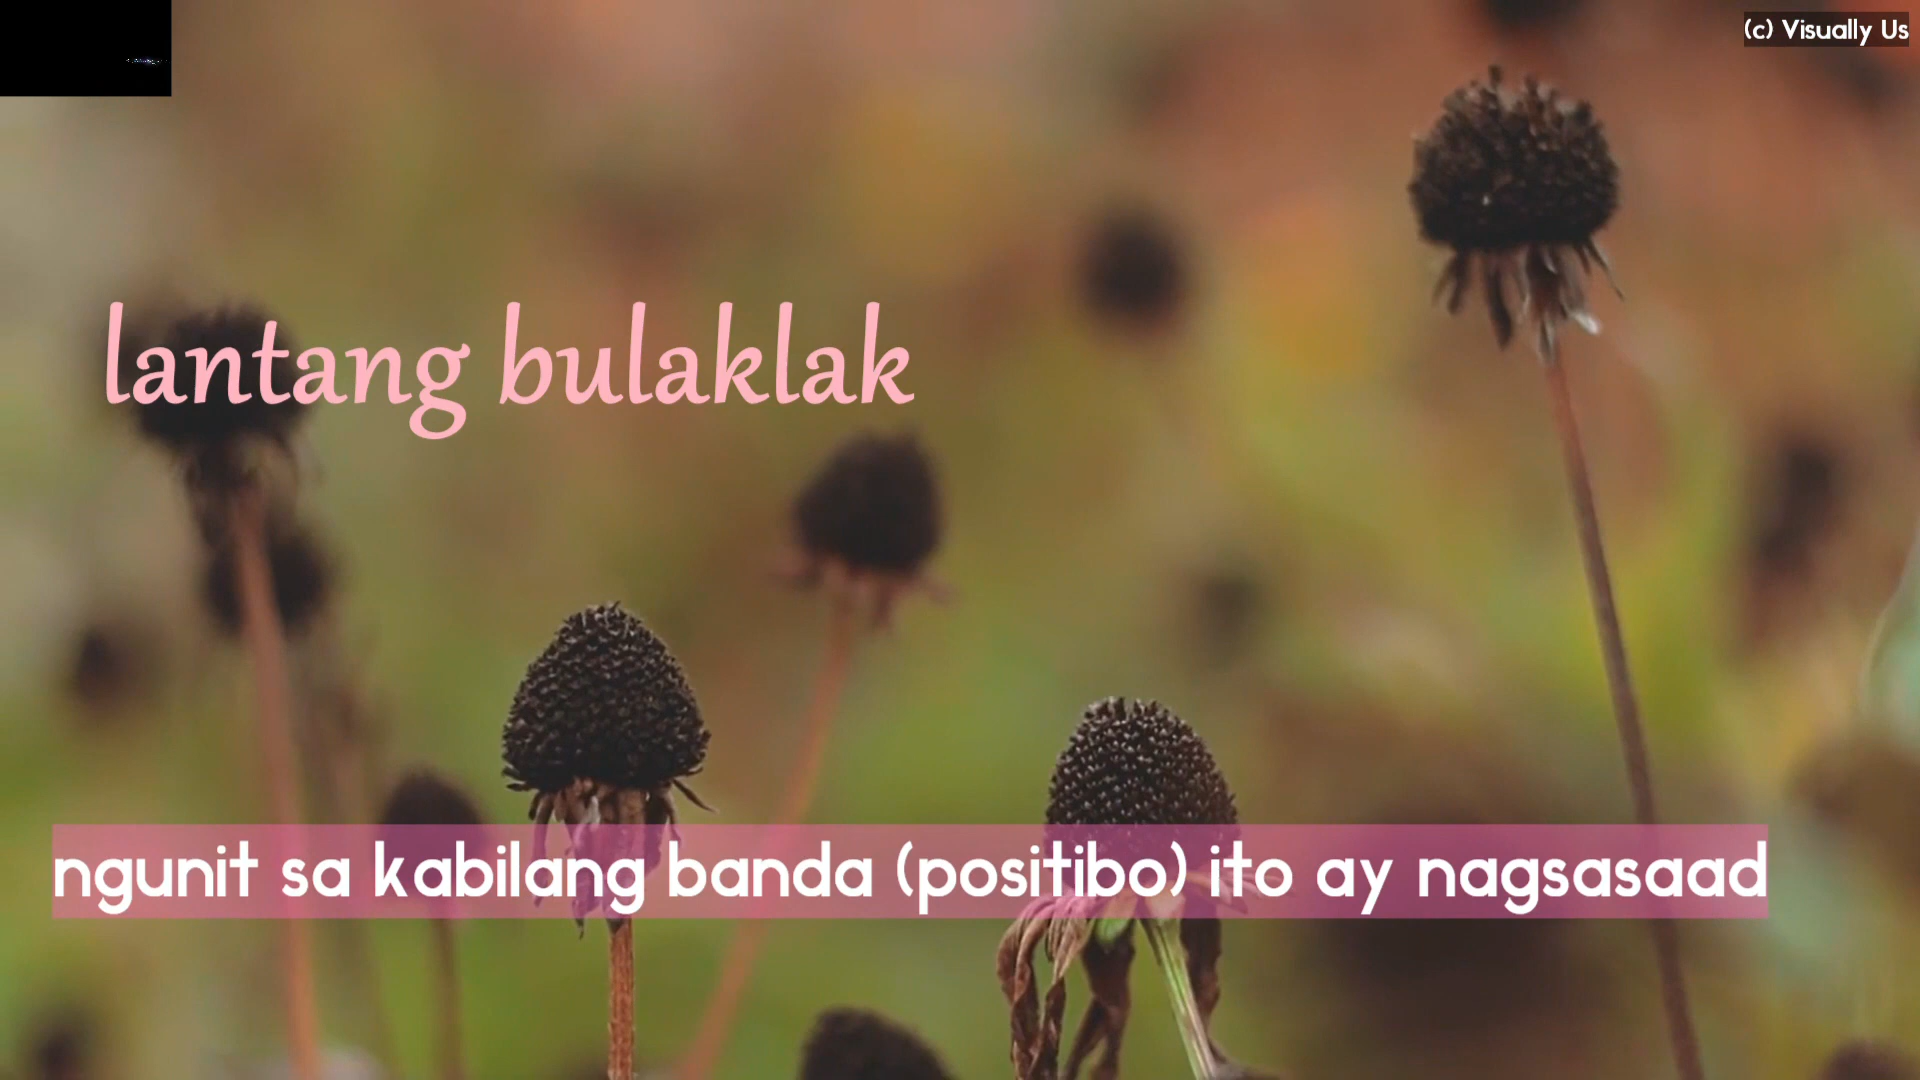 (c) Visually Us
lantang bulaklak
ngunit sa kabilang banda (positibo) ito ay nagsasaad